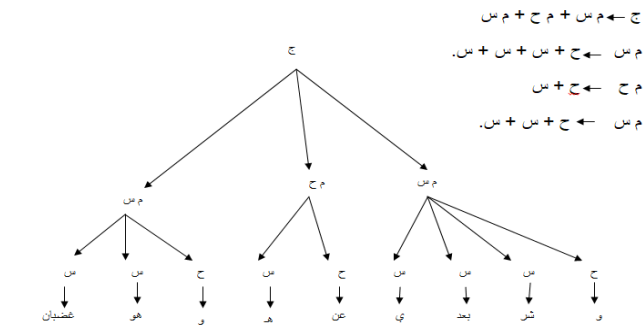 ج ← م س + م ح + م س
م س ← ح + س + س + س.
م ح ← ح + س
م س ← ح + س + س.
ج
م س م ح م س
ح س س س ح س ح س س
و شر بعد ي عن هـ و هو غضبان